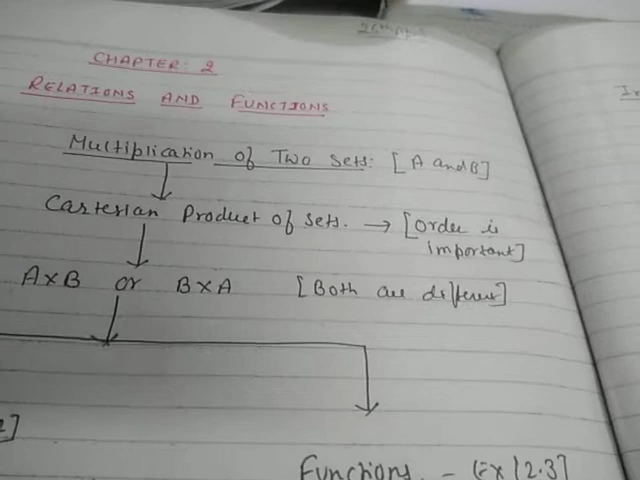 CHAPTER: 2
RELATIONS AND FUNCTIONS
Multiplication of Two Sets: [A and B]
Cartesian Product of Sets. → [Order is
important]
A×B or B×A [Both are different]
Functions. - (Ex 2.3]